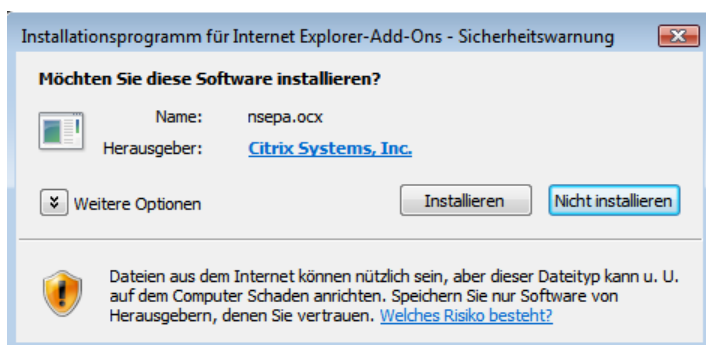 Installationsprogramm für Internet Explorer-Add-Ons - Sicherheitswarnung
Möchten Sie diese Software installieren?
Name: nsepa.ocx
Herausgeber: Citrix Systems, Inc.
Weitere Optionen Installieren Nicht installieren
Dateien aus dem Internet können nützlich sein, aber dieser Dateityp kann u. U.
auf dem Computer Schaden anrichten. Speichern Sie nur Software von
Herausgebern, denen Sie vertrauen. Welches Risiko besteht?